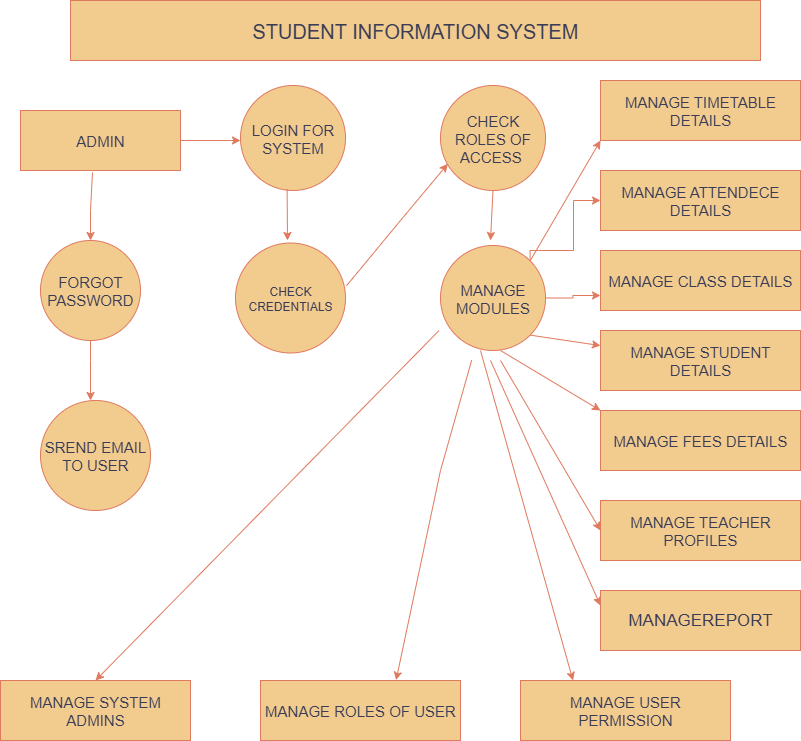 STUDENT INFORMATION SYSTEM
ADMIN
LOGIN FOR
SYSTEM
CHECK
ROLES OF
ACCESS
MANAGE TIMETABLE
DETAILS
MANAGE ATTENDECE
DETAILS
FORGOT
PASSWORD
CHECK
CREDENTIALS
MANAGE
MODULES
MANAGE CLASS DETAILS
MANAGE STUDENT
DETAILS
SREND EMAIL
TO USER
MANAGE FEES DETAILS
MANAGE TEACHER
PROFILES
MANAGEREPORT
MANAGE SYSTEM
ADMINS
MANAGE ROLES OF USER
MANAGE USER
PERMISSION